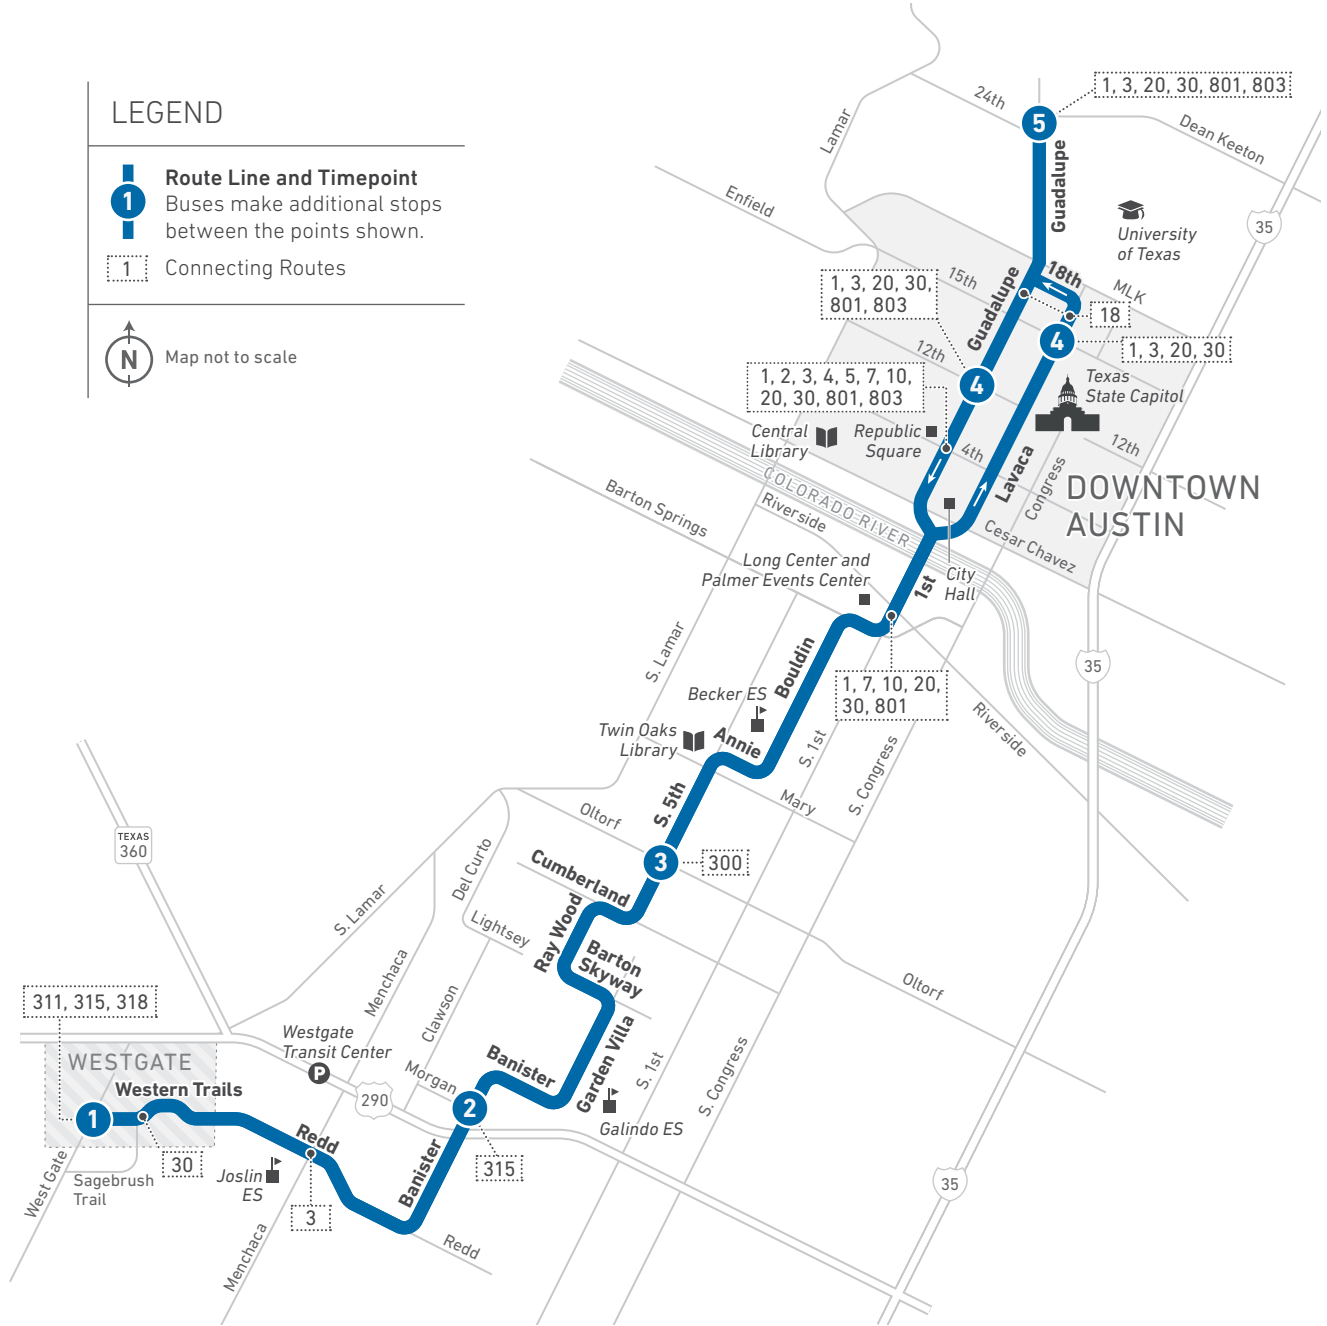 LEGEND
1
Route Line and Timepoint
Buses make additional stops
between the points shown.
1
Connecting Routes
N
Map not to scale
1, 3, 20, 30, 801, 803
24th
5
Dean Keeton
Lamar
Guadalupe
Enfield
University
of Texas
35
18th
15th
MLK
1, 3, 20, 30,
801, 803
Guadalupe
18
4
1, 3, 20, 30
12th
Texas
State Capitol
4
1, 2, 3, 4, 5, 7, 10,
20, 30, 801, 803
Central
Library
Republic
Square
4th
12th
Lavaca
Congress
DOWNTOWN
AUSTIN
COLORADO RIVER
Barton Springs
Riverside
Cesar Chavez
Long Center and
Palmer Events Center
1st
City
Hall
S. Lamar
Bouldin
35
1, 7, 10, 20,
30, 801
Becker ES
Twin Oaks
Library
Annie
S. 1st
Riverside
S. Congress
S. 5th
Mary
Oltorf
TEXAS
360
3
300
Del Curto
Cumberland
S. Lamar
Ray Wood
Lightsey
Barton
Skyway
Menchaca
Oltorf
311, 315, 318
Clawson
Westgate
Transit Center
P
Garden Villa
WESTGATE
Banister
S. 1st
Western Trails
Morgan
S. Congress
290
1
2
Galindo ES
Redd
30
Joslin
ES
315
Banister
Sagebrush
Trail
West Gate
3
35
Redd
Menchaca